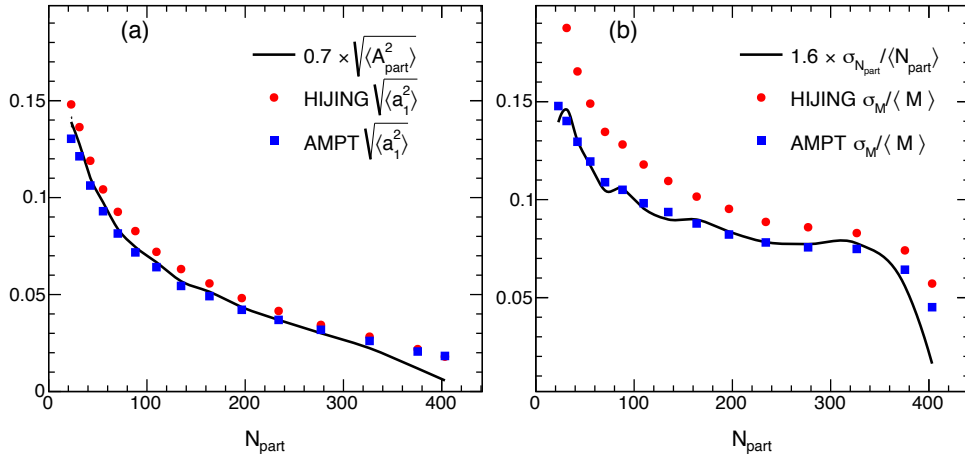 (a)
0.7 × √⟨A²part⟩
HIJING √⟨a₁²⟩
AMPT √⟨a₁²⟩
0.15
0.1
0.05
0
0 100 200 300 400
Npart
(b)
1.6 × σNpart/⟨Npart⟩
HIJING σM/⟨ M ⟩
AMPT σM/⟨ M ⟩
0.15
0.1
0.05
0 100 200 300 400
Npart